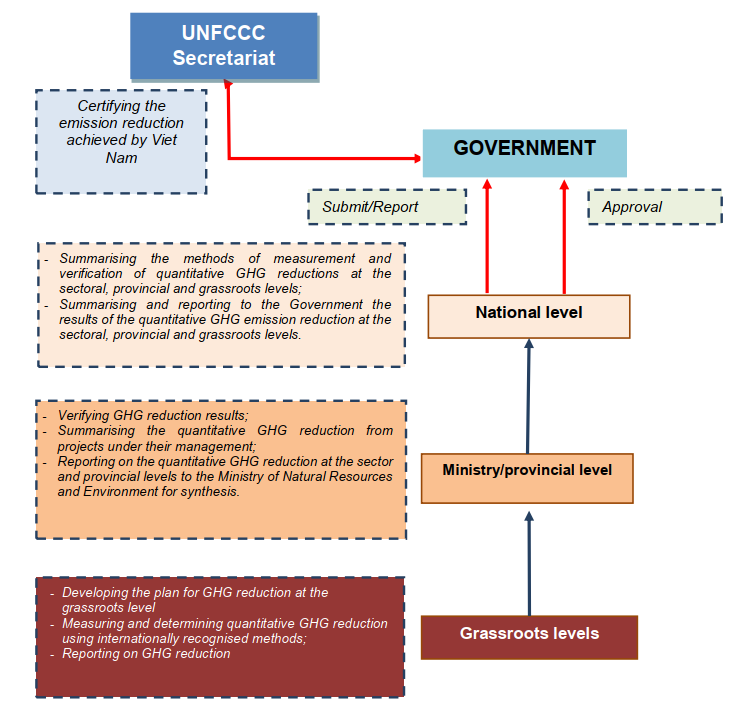 UNFCCC
Secretariat
Certifying the
emission reduction
achieved by Viet
Nam
GOVERNMENT
Submit/Report
Approval
- Summarising the methods of measurement and
verification of quantitative GHG reductions at the
sectoral, provincial and grassroots levels;
- Summarising and reporting to the Government the
results of the quantitative GHG emission reduction at the
sectoral, provincial and grassroots levels.
National level
- Verifying GHG reduction results;
- Summarising the quantitative GHG reduction from
projects under their management;
- Reporting on the quantitative GHG reduction at the sector
and provincial levels to the Ministry of Natural Resources
and Environment for synthesis.
Ministry/provincial level
- Developing the plan for GHG reduction at the
grassroots level
- Measuring and determining quantitative GHG reduction
using internationally recognised methods;
- Reporting on GHG reduction
Grassroots levels